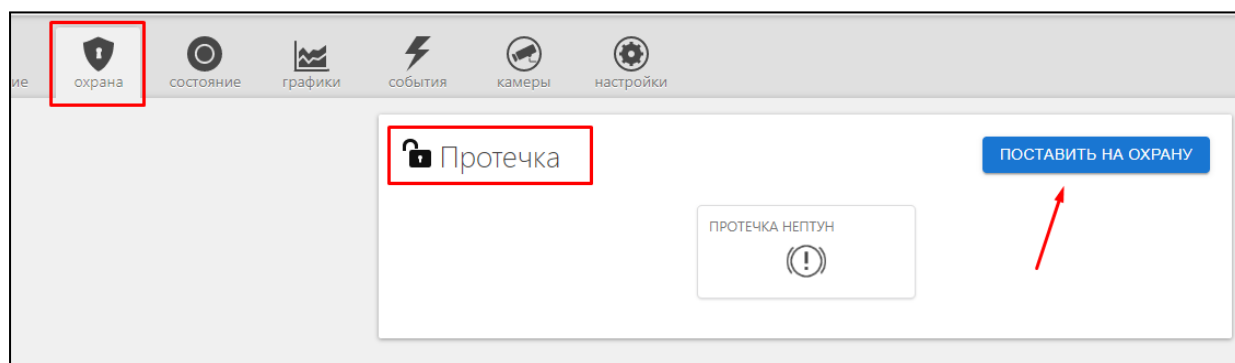 ие
охрана
состояние
графики
события
камеры
настройки
Протечка
ПОСТАВИТЬ НА ОХРАНУ
ПРОТЕЧКА НЕПТУН